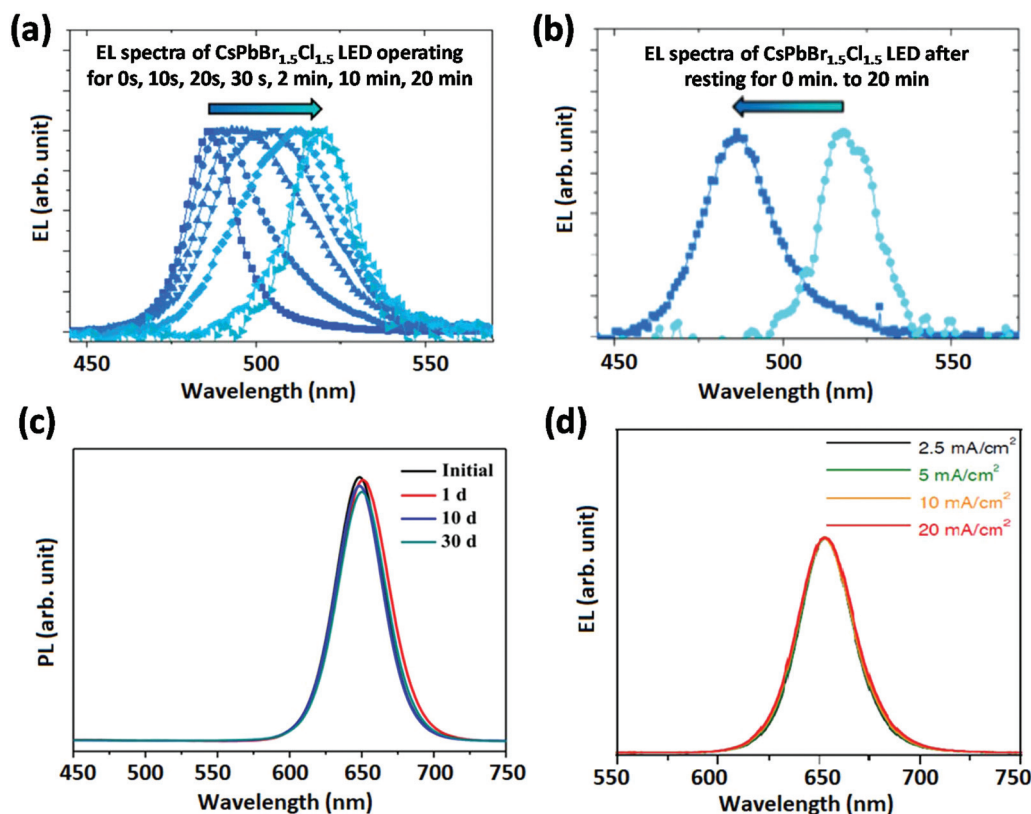 (a)
EL spectra of CsPbBr1.5Cl1.5 LED operating
for 0s, 10s, 20s, 30 s, 2 min, 10 min, 20 min
EL (arb. unit)
450 500 550
Wavelength (nm)
(b)
EL spectra of CsPbBr1.5Cl1.5 LED after
resting for 0 min. to 20 min
EL (arb. unit)
450 500 550
Wavelength (nm)
(c)
Initial
1 d
10 d
30 d
PL (arb. unit)
450 500 550 600 650 700 750
Wavelength (nm)
(d)
2.5 mA/cm²
5 mA/cm²
10 mA/cm²
20 mA/cm²
EL (arb. unit)
550 600 650 700 750
Wavelength (nm)